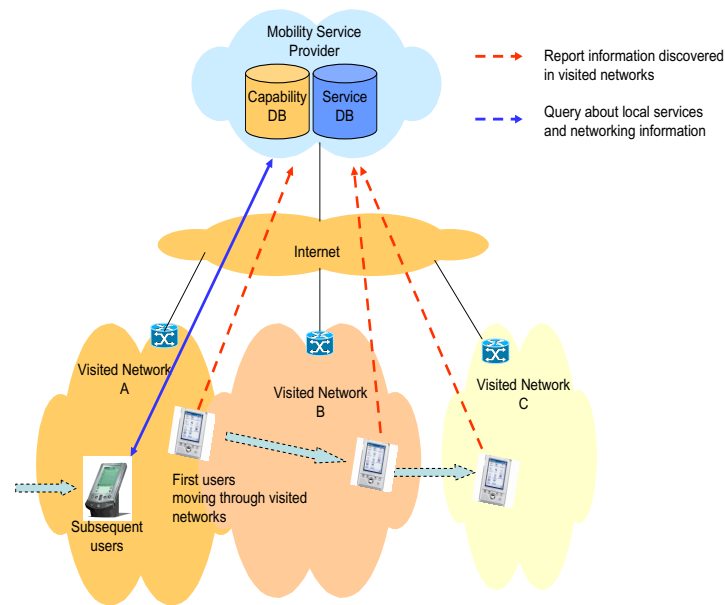 Mobility Service
Provider
Capability
DB
Service
DB
Report information discovered
in visited networks
Query about local services
and networking information
Internet
Visited Network
A
Visited Network
B
Visited Network
C
First users
moving through visited
networks
Subsequent
users